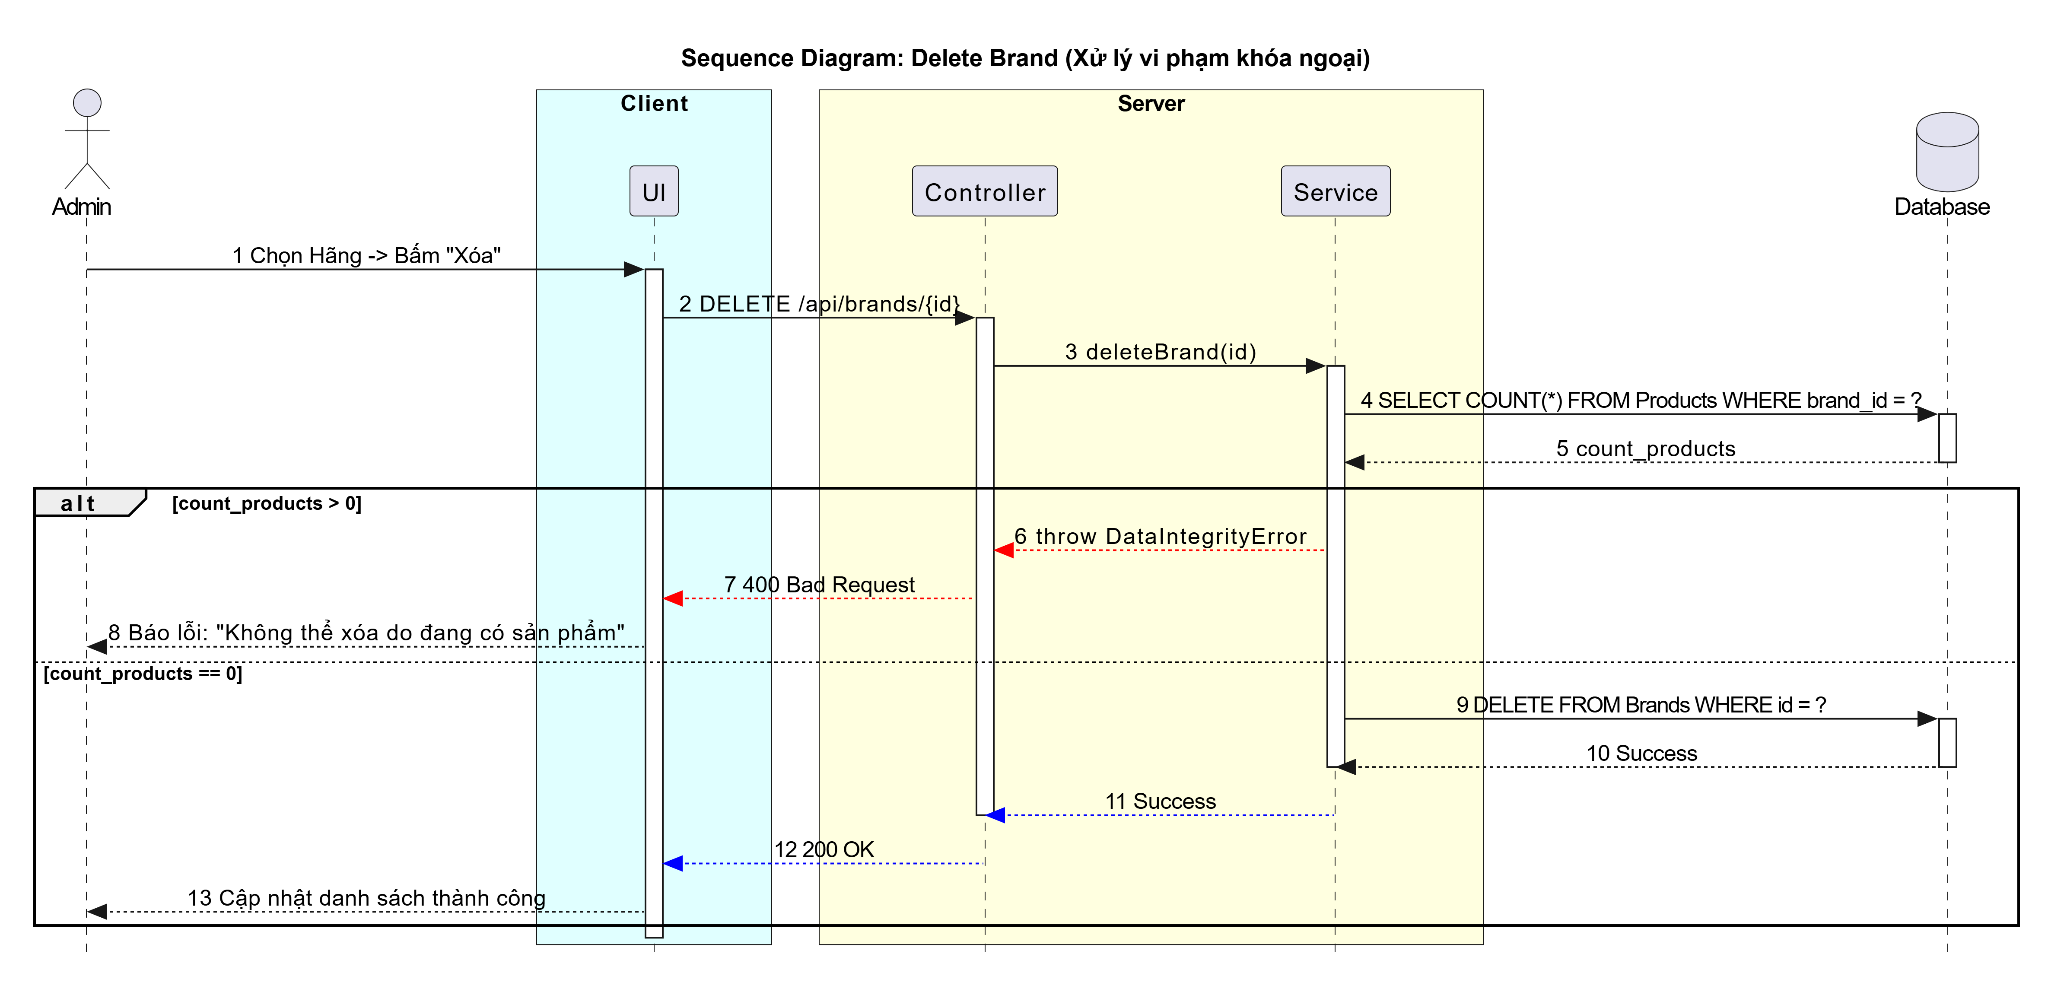 Sequence Diagram: Delete Brand (Xử lý vi phạm khóa ngoại)
Client
Server
Admin
UI
Controller
Service
Database
1 Chọn Hãng -> Bấm "Xóa"
2 DELETE /api/brands/{id}
3 deleteBrand(id)
4 SELECT COUNT(*) FROM Products WHERE brand_id = ?
5 count_products
alt
[count_products > 0]
6 throw DataIntegrityError
7 400 Bad Request
8 Báo lỗi: "Không thể xóa do đang có sản phẩm"
[count_products == 0]
9 DELETE FROM Brands WHERE id = ?
10 Success
11 Success
12 200 OK
13 Cập nhật danh sách thành công